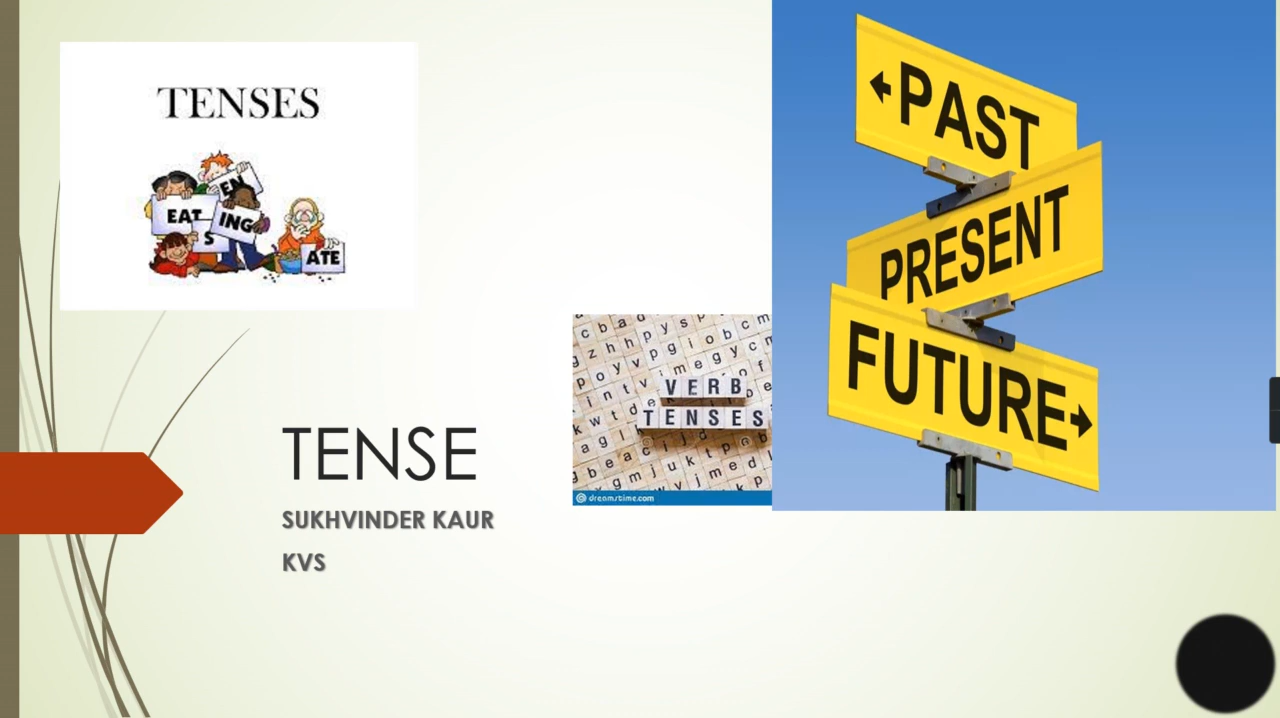 TENSES
EN
EAT
ING
S
ATE
PAST
PRESENT
FUTURE
VERB
TENSES
dreamstime.com
TENSE
SUKHVINDER KAUR
KVS